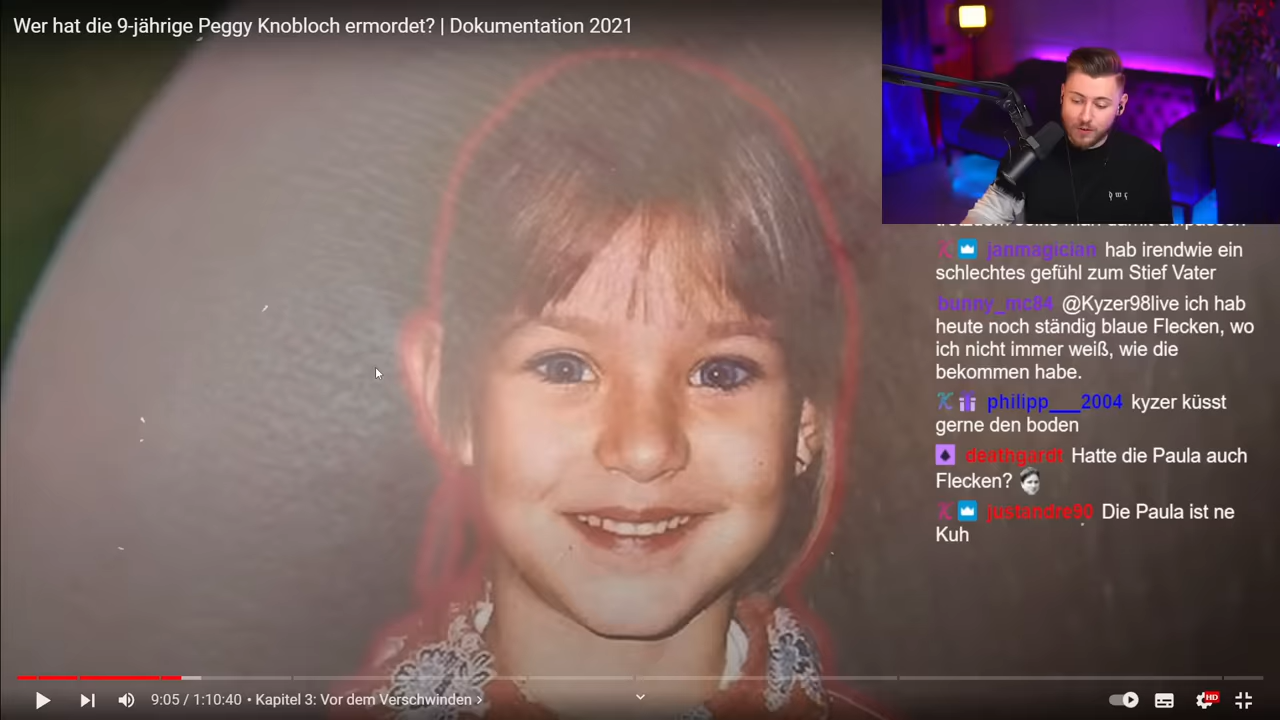 Wer hat die 9-jährige Peggy Knobloch ermordet? | Dokumentation 2021
janmagician hab irendwie ein
schlechtes gefühl zum Stief Vater
bunny_mc84 @Kyzer98live ich hab
heute noch ständig blaue Flecken, wo
ich nicht immer weiß, wie die
bekommen habe.
philipp___2004 kyzer küsst
gerne den boden
deathgardt Hatte die Paula auch
Flecken?
justandre90 Die Paula ist ne
Kuh
9:05 / 1:10:40 • Kapitel 3: Vor dem Verschwinden >
HD